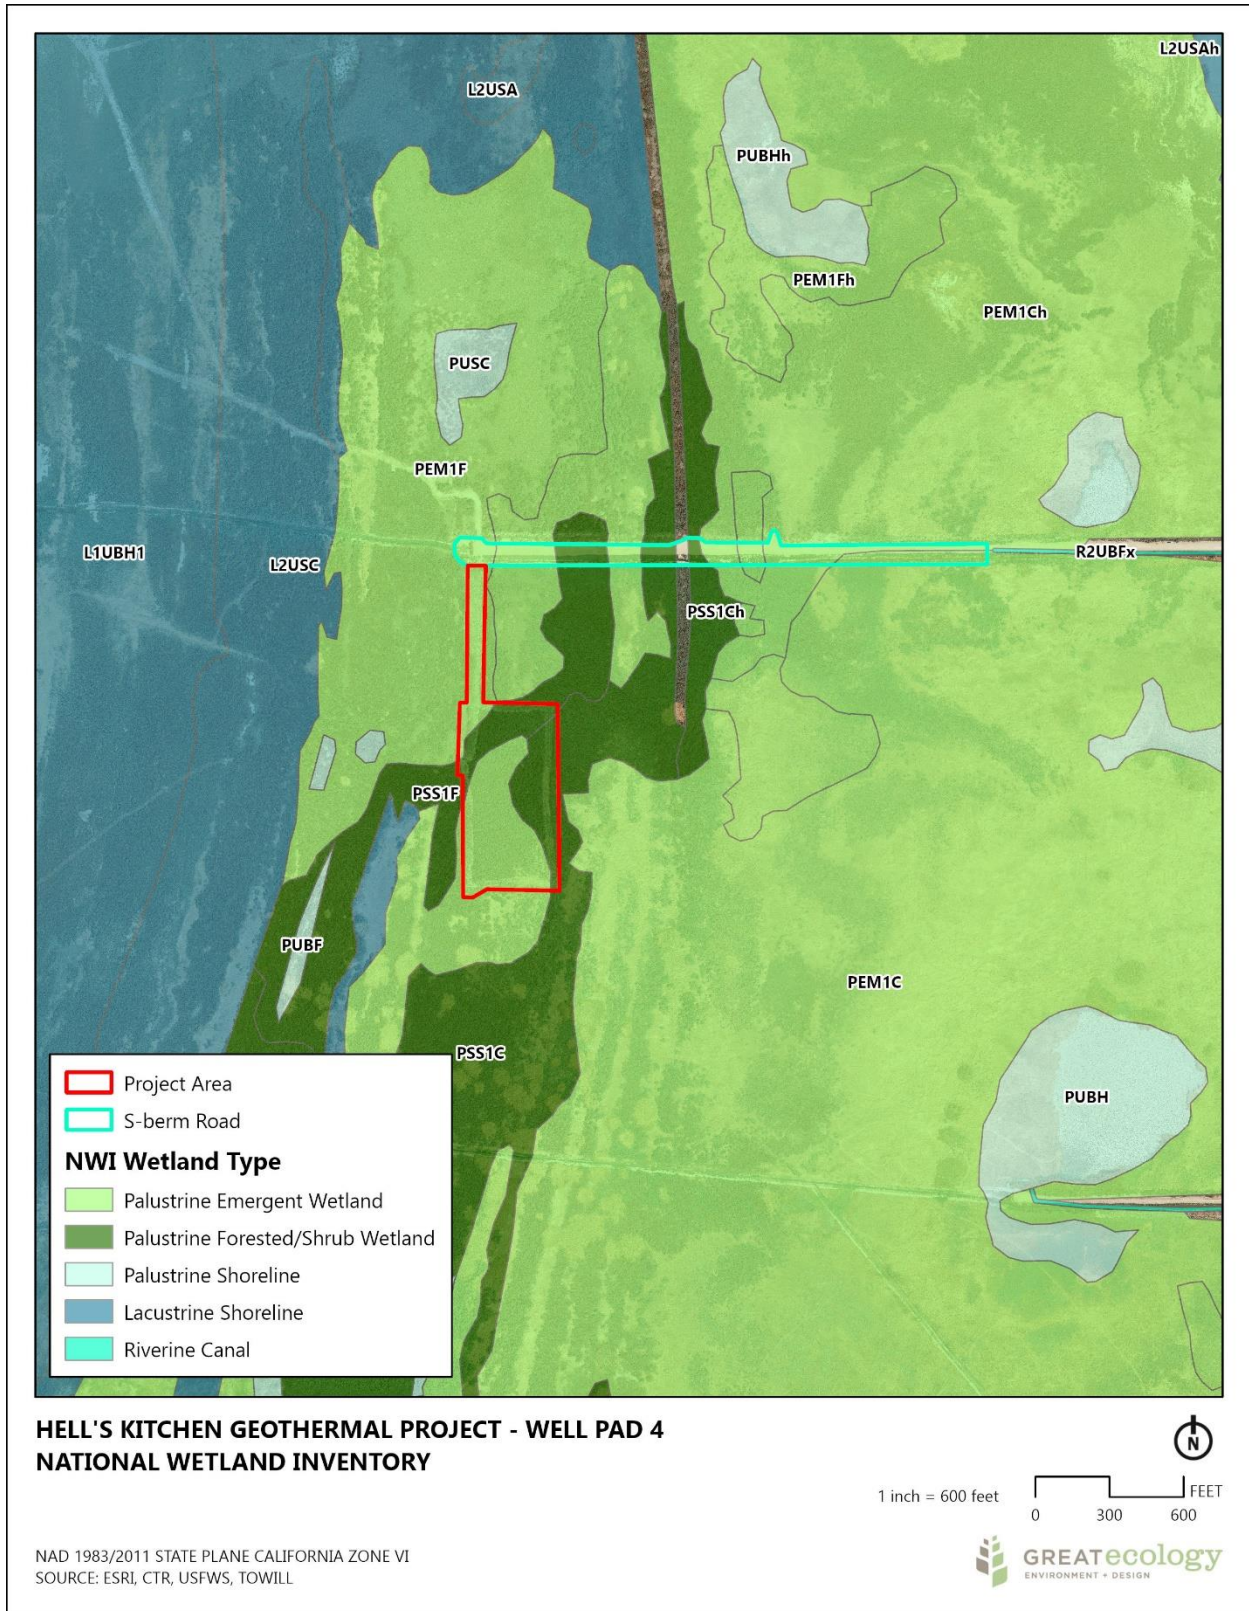 L2USAh
L2USA
PUBHh
PEM1Fh
PEM1Ch
PUSC
PEM1F
L1UBH1
L2USC
R2UBFx
PSS1Ch
PSS1F
PUBF
PEM1C
PSS1C
PUBH
Project Area
S-berm Road
NWI Wetland Type
Palustrine Emergent Wetland
Palustrine Forested/Shrub Wetland
Palustrine Shoreline
Lacustrine Shoreline
Riverine Canal
HELL'S KITCHEN GEOTHERMAL PROJECT - WELL PAD 4
NATIONAL WETLAND INVENTORY
N
1 inch = 600 feet
FEET
0 300 600
NAD 1983/2011 STATE PLANE CALIFORNIA ZONE VI
SOURCE: ESRI, CTR, USFWS, TOWILL
GREATecology
ENVIRONMENT + DESIGN